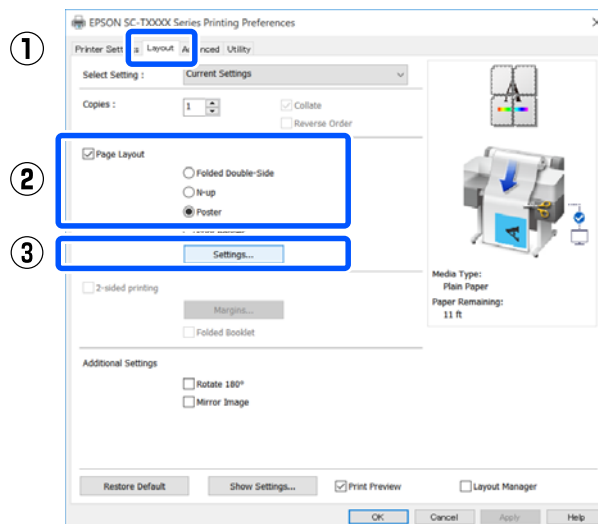 EPSON SC-TXXXX Series Printing Preferences
1
Layout
Utility
Select Setting : Current Settings
Copies : 1
Collate
Reverse Order
2
Page Layout
Folded Double-Side
N-up
Poster
3
Settings...
2-sided printing
Margins...
Folded Booklet
Media Type:
Plain Paper
Paper Remaining:
11 ft
Additional Settings
Rotate 180°
Mirror Image
Restore Default
Show Settings...
Print Preview
Layout Manager
OK
Cancel
Apply
Help